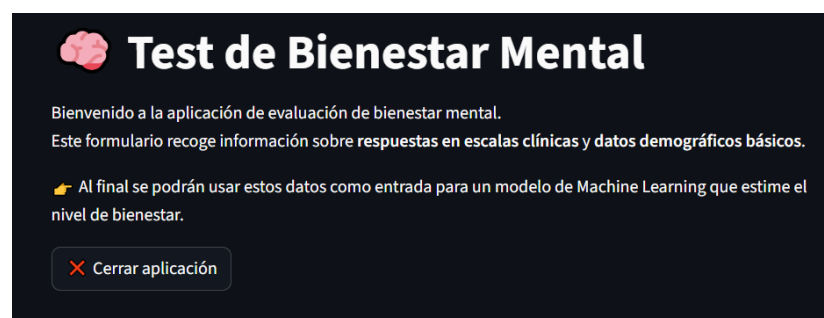 🧠 Test de Bienestar Mental
Bienvenido a la aplicación de evaluación de bienestar mental.
Este formulario recoge información sobre respuestas en escalas clínicas y datos demográficos básicos.
👉 Al final se podrán usar estos datos como entrada para un modelo de Machine Learning que estime el
nivel de bienestar.
❌ Cerrar aplicación